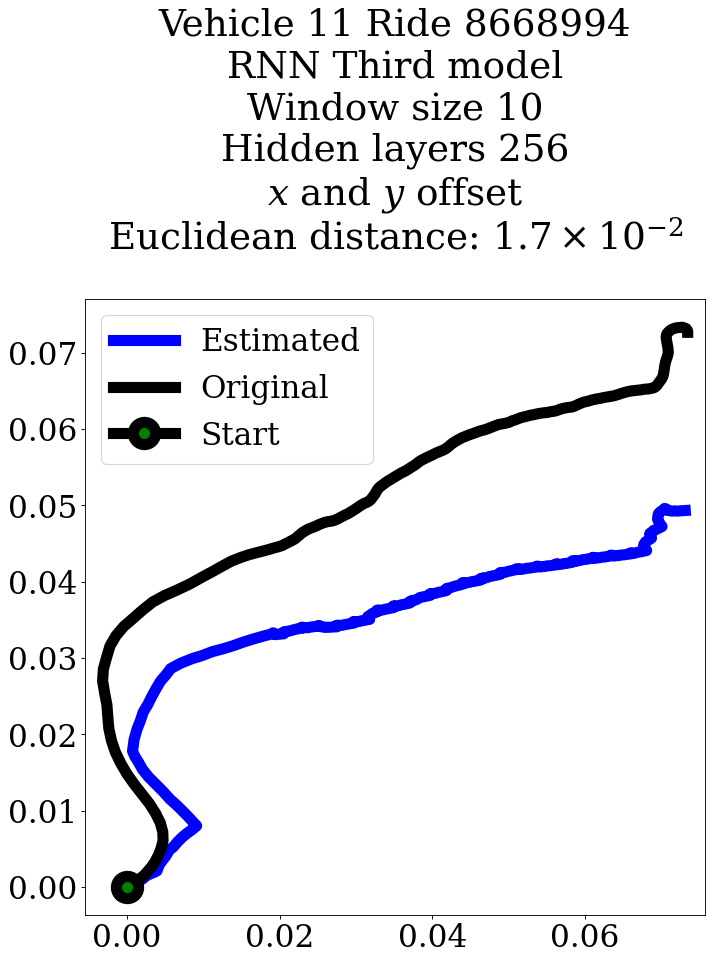 Vehicle 11 Ride 8668994
RNN Third model
Window size 10
Hidden layers 256
x and y offset
Euclidean distance: 1.7 × 10⁻²
Estimated
Original
Start
0.07
0.06
0.05
0.04
0.03
0.02
0.01
0.00
0.00 0.02 0.04 0.06